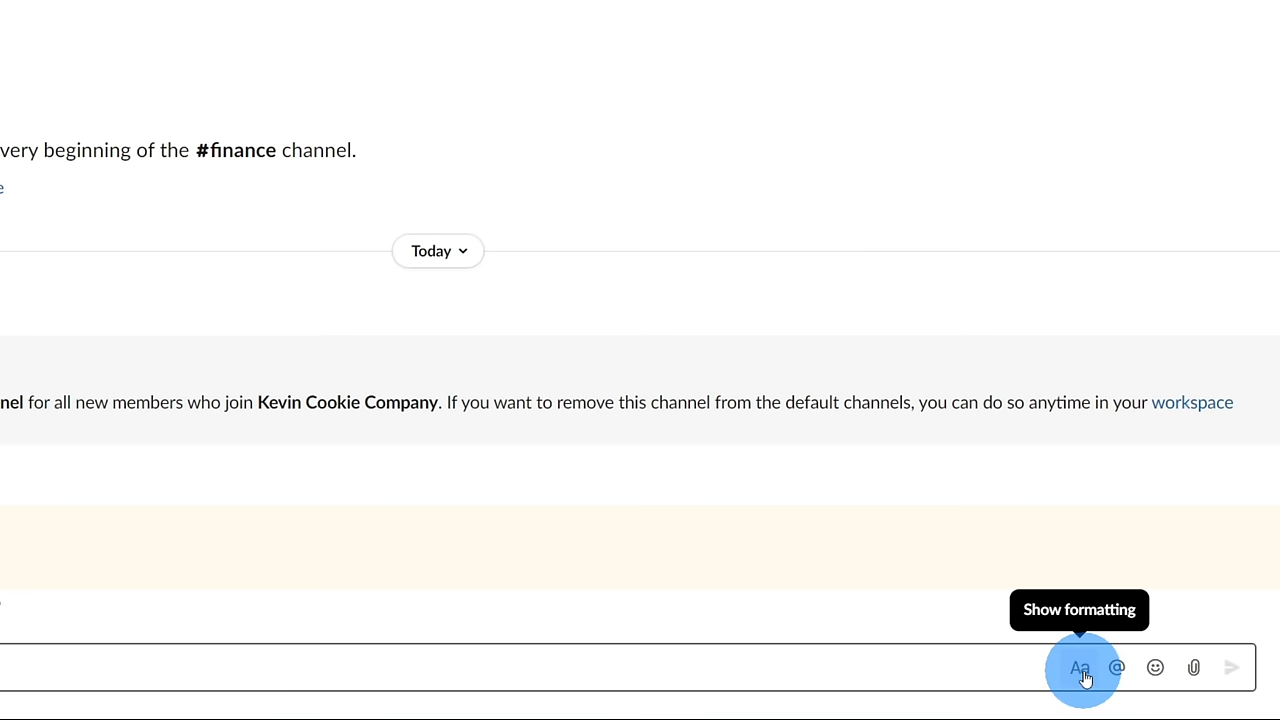 very beginning of the #finance channel.
e
Today
nel for all new members who join Kevin Cookie Company. If you want to remove this channel from the default channels, you can do so anytime in your workspace
Show formatting
Aa @